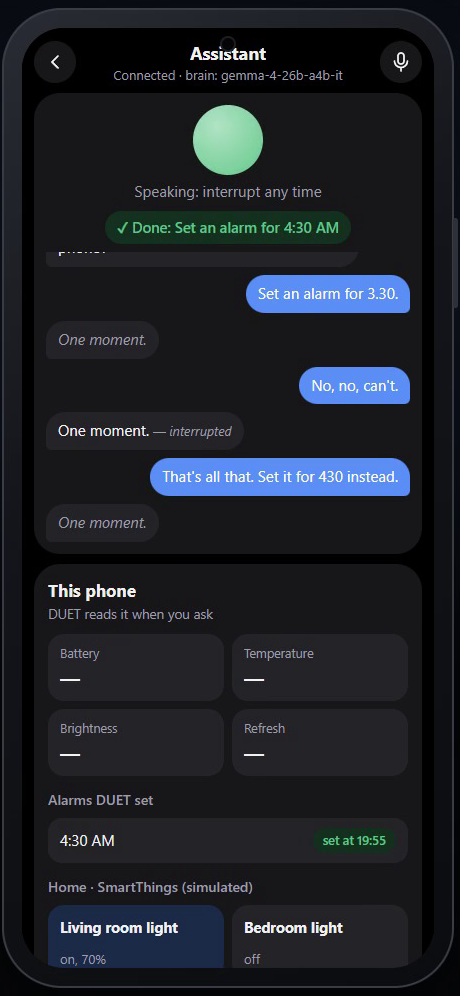 Assistant
Connected · brain: gemma-4-26b-a4b-it
Speaking: interrupt any time
✓ Done: Set an alarm for 4:30 AM
Set an alarm for 3.30.
One moment.
No, no, can't.
One moment. — interrupted
That's all that. Set it for 430 instead.
One moment.
This phone
DUET reads it when you ask
Battery
—
Temperature
—
Brightness
—
Refresh
—
Alarms DUET set
4:30 AM
set at 19:55
Home · SmartThings (simulated)
Living room light
on, 70%
Bedroom light
off